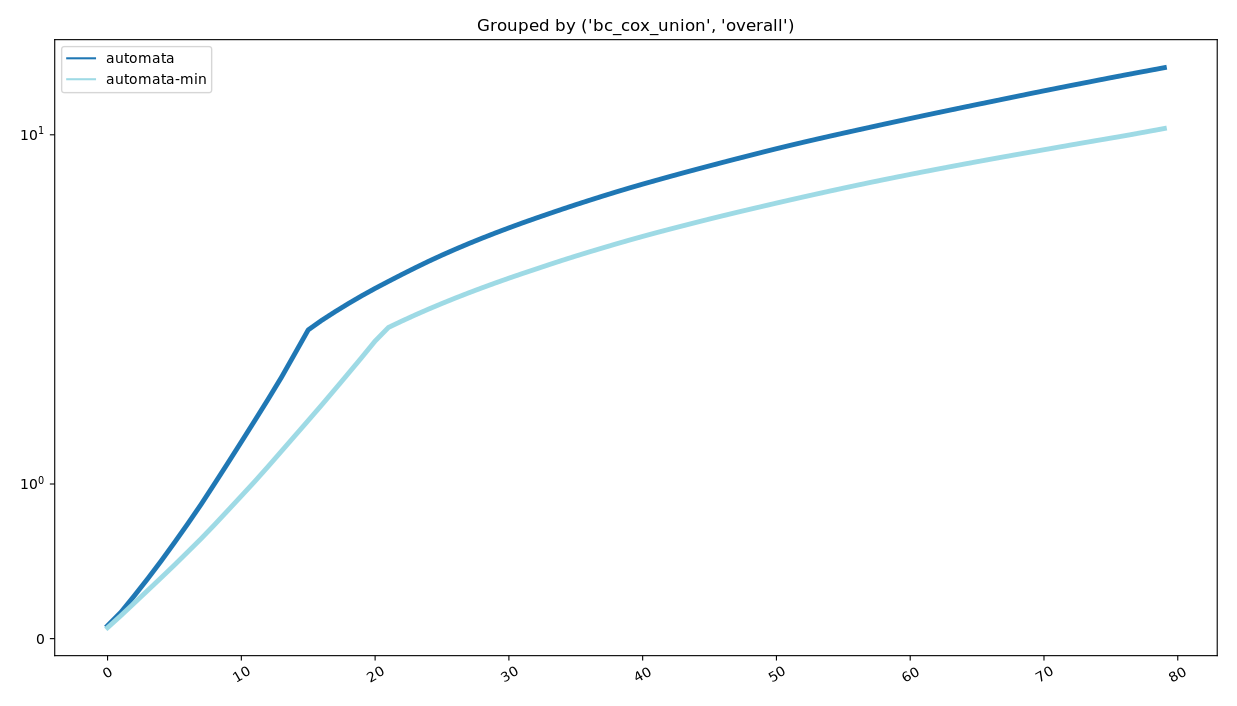 Grouped by ('bc_cox_union', 'overall')
automata
automata-min
10¹
10⁰
0
0 10 20 30 40 50 60 70 80